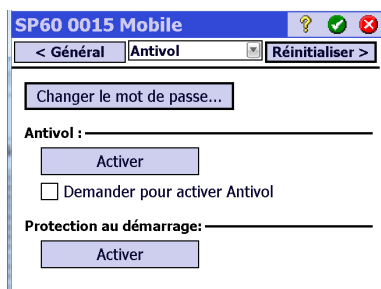 SP60 0015 Mobile ?
< Général Antivol Réinitialiser >
Changer le mot de passe...
Antivol :
Activer
Demander pour activer Antivol
Protection au démarrage:
Activer